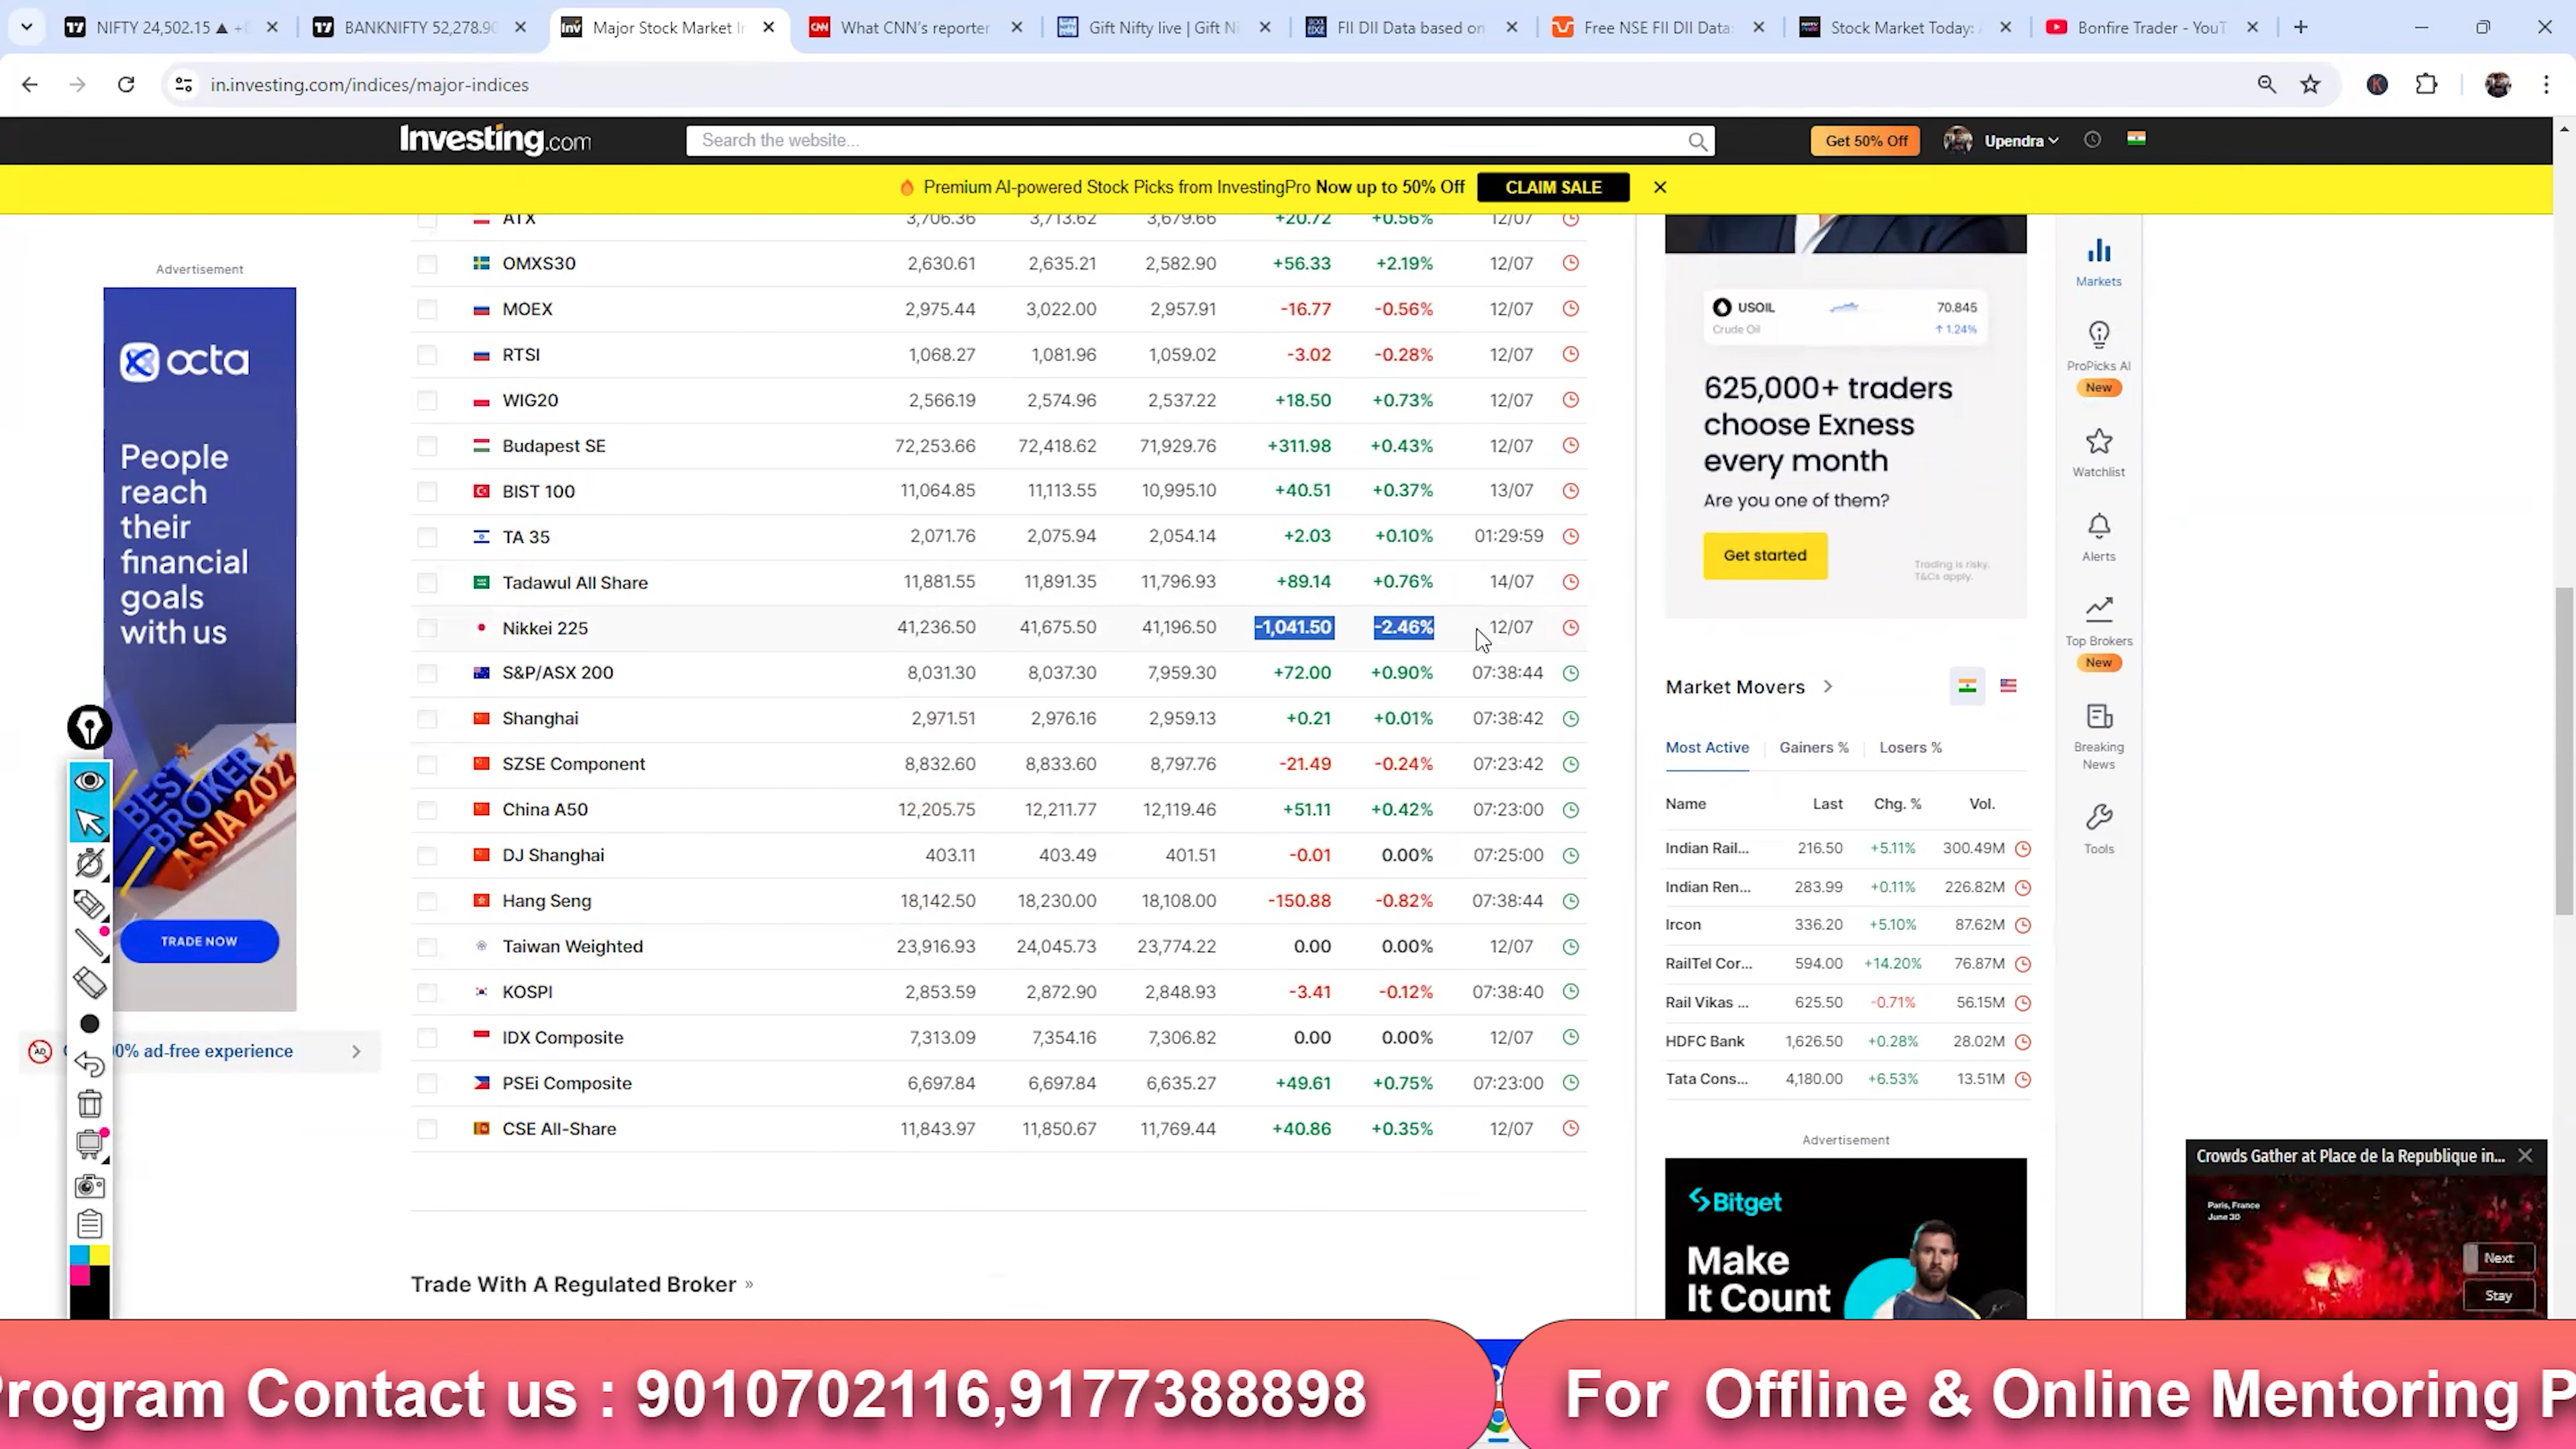 NIFTY 24,502.15 ▲
BANKNIFTY 52,278.90
Major Stock Market I
What CNN's reporter
Gift Nifty live | Gift Ni
FII DII Data based on
Free NSE FII DII Data:
Stock Market Today:
Bonfire Trader - YouT
in.investing.com/indices/major-indices
Investing.com
Search the website...
Get 50% Off
Upendra
Premium AI-powered Stock Picks from InvestingPro Now up to 50% Off
CLAIM SALE
ATX 3,706.36 3,713.62 3,679.66 +20.72 +0.56% 12/07
OMXS30 2,630.61 2,635.21 2,582.90 +56.33 +2.19% 12/07
MOEX 2,975.44 3,022.00 2,957.91 -16.77 -0.56% 12/07
RTSI 1,068.27 1,081.96 1,059.02 -3.02 -0.28% 12/07
WIG20 2,566.19 2,574.96 2,537.22 +18.50 +0.73% 12/07
Budapest SE 72,253.66 72,418.62 71,929.76 +311.98 +0.43% 12/07
BIST 100 11,064.85 11,113.55 10,995.10 +40.51 +0.37% 13/07
TA 35 2,071.76 2,075.94 2,054.14 +2.03 +0.10% 01:29:59
Tadawul All Share 11,881.55 11,891.35 11,796.93 +89.14 +0.76% 14/07
Nikkei 225 41,236.50 41,675.50 41,196.50 -1,041.50 -2.46% 12/07
S&P/ASX 200 8,031.30 8,037.30 7,959.30 +72.00 +0.90% 07:38:44
Shanghai 2,971.51 2,976.16 2,959.13 +0.21 +0.01% 07:38:42
SZSE Component 8,832.60 8,833.60 8,797.76 -21.49 -0.24% 07:23:42
China A50 12,205.75 12,211.77 12,119.46 +51.11 +0.42% 07:23:00
DJ Shanghai 403.11 403.49 401.51 -0.01 0.00% 07:25:00
Hang Seng 18,142.50 18,230.00 18,108.00 -150.88 -0.82% 07:38:44
Taiwan Weighted 23,916.93 24,045.73 23,774.22 0.00 0.00% 12/07
KOSPI 2,853.59 2,872.90 2,848.93 -3.41 -0.12% 07:38:40
IDX Composite 7,313.09 7,354.16 7,306.82 0.00 0.00% 12/07
PSEi Composite 6,697.84 6,697.84 6,635.27 +49.61 +0.75% 07:23:00
CSE All-Share 11,843.97 11,850.67 11,769.44 +40.86 +0.35% 12/07
Trade With A Regulated Broker »
Advertisement
octa
People
reach
their
financial
goals
with us
BEST
BROKER
ASIA 202
TRADE NOW
0% ad-free experience
USOIL 70.845
Crude Oil ↑ 1.24%
625,000+ traders
choose Exness
every month
Are you one of them?
Get started
Trading is risky.
T&Cs apply.
Market Movers
Most Active Gainers % Losers %
Name Last Chg. % Vol.
Indian Rail... 216.50 +5.11% 300.49M
Indian Ren... 283.99 +0.11% 226.82M
Ircon 336.20 +5.10% 87.62M
RailTel Cor... 594.00 +14.20% 76.87M
Rail Vikas ... 625.50 -0.71% 56.15M
HDFC Bank 1,626.50 +0.28% 28.02M
Tata Cons... 4,180.00 +6.53% 13.51M
Advertisement
Bitget
Make
It Count
Markets
ProPicks AI
New
Watchlist
Alerts
Top Brokers
New
Breaking
News
Tools
Crowds Gather at Place de la Republique in...
Paris, France
June 30
Next
Stay
rogram Contact us : 9010702116,9177388898
For Offline & Online Mentoring P